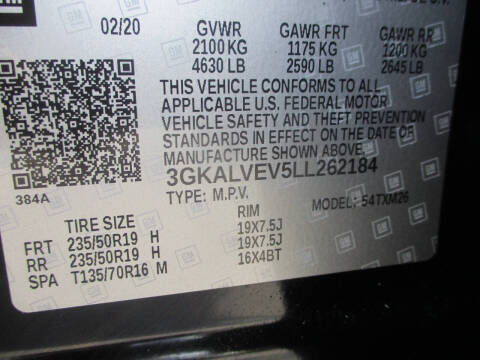 GM
02/20 GVWR GAWR FRT GAWR RR
2100 KG 1175 KG 1200 KG
4630 LB 2590 LB 2645 LB
THIS VEHICLE CONFORMS TO ALL
APPLICABLE U.S. FEDERAL MOTOR
VEHICLE SAFETY AND THEFT PREVENTION
STANDARDS IN EFFECT ON THE DATE OF
MANUFACTURE SHOWN ABOVE.
3GKALVEV5LL262184
384A TYPE: M.P.V. MODEL: 54TXM26
TIRE SIZE RIM
FRT 235/50R19 H 19X7.5J
RR 235/50R19 H 19X7.5J
SPA T135/70R16 M 16X4BT